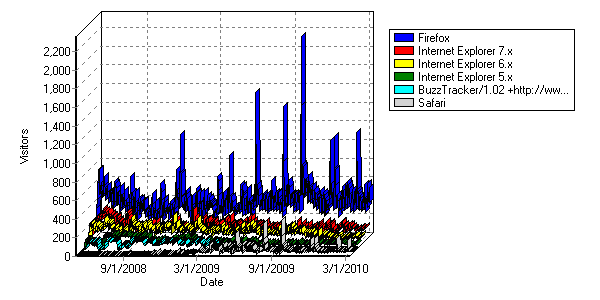 2,200
2,000
1,800
1,600
1,400
1,200
1,000
800
600
400
200
0
Visitors
9/1/2008 3/1/2009 9/1/2009 3/1/2010
Date
Firefox
Internet Explorer 7.x
Internet Explorer 6.x
Internet Explorer 5.x
BuzzTracker/1.02 +http://ww...
Safari